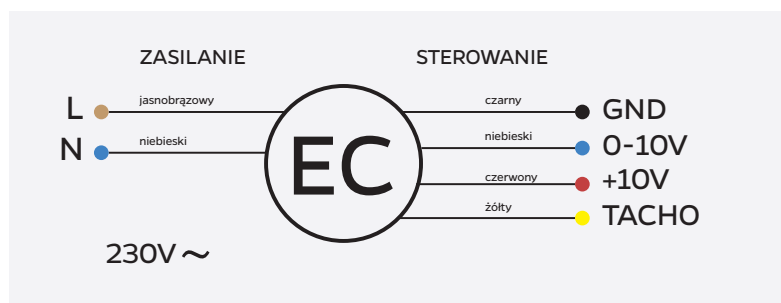 ZASILANIE
STEROWANIE
L
jasnobrązowy
N
niebieski
EC
czarny
GND
niebieski
0-10V
czerwony
+10V
żółty
TACHO
230V ~